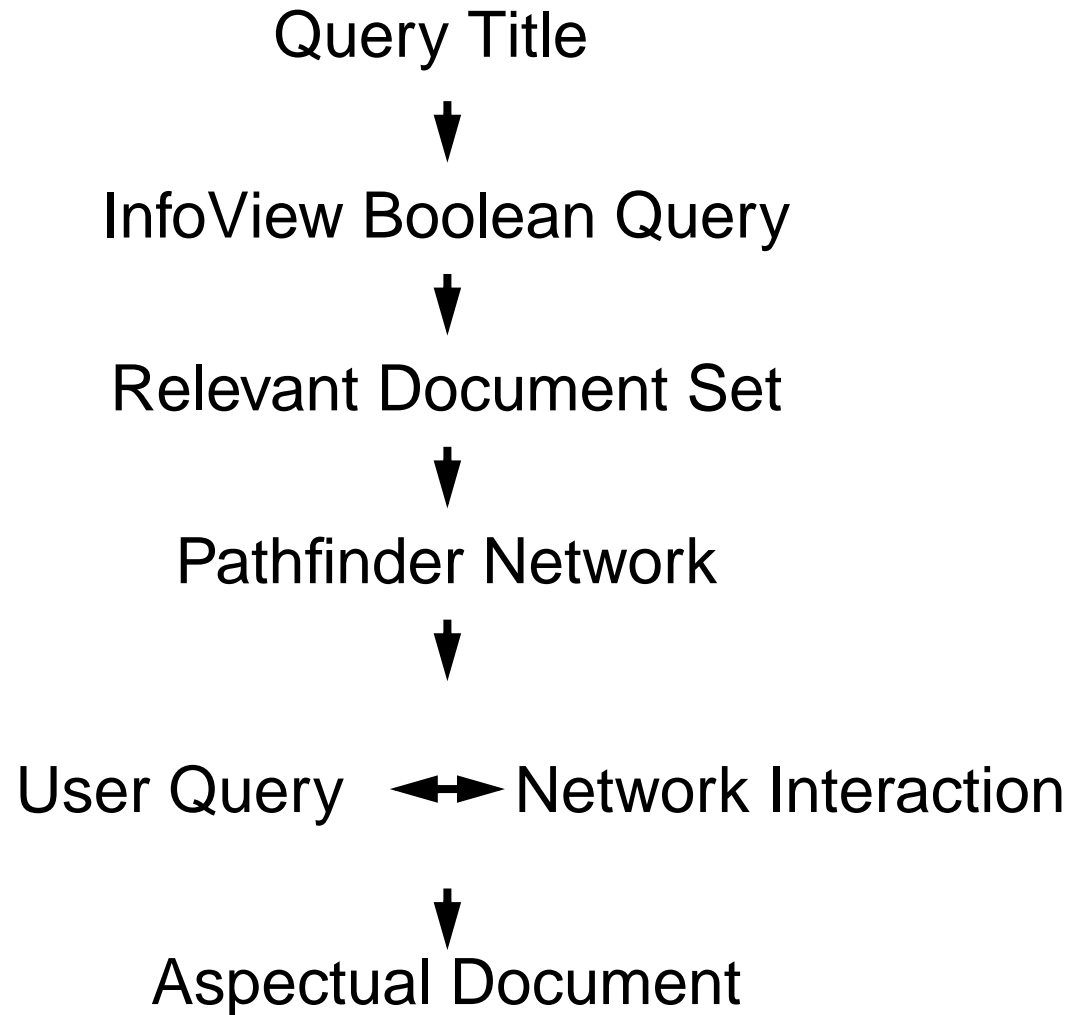 Query Title
InfoView Boolean Query
Relevant Document Set
Pathfinder Network
User Query Network Interaction
Aspectual Document